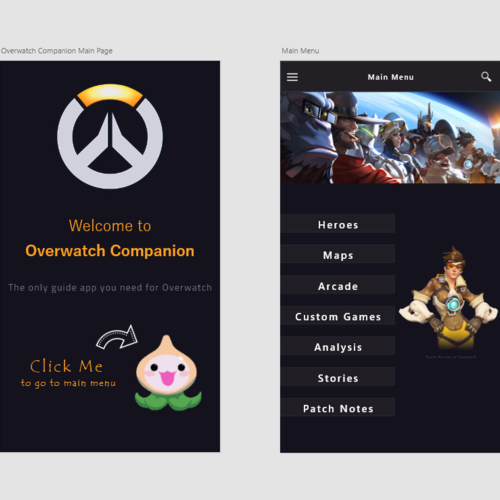 Overwatch Companion Main Page
Welcome to
Overwatch Companion
The only guide app you need for Overwatch
Click Me
to go to main menu
Main Menu
Main Menu
Heroes
Maps
Arcade
Custom Games
Analysis
Stories
Patch Notes